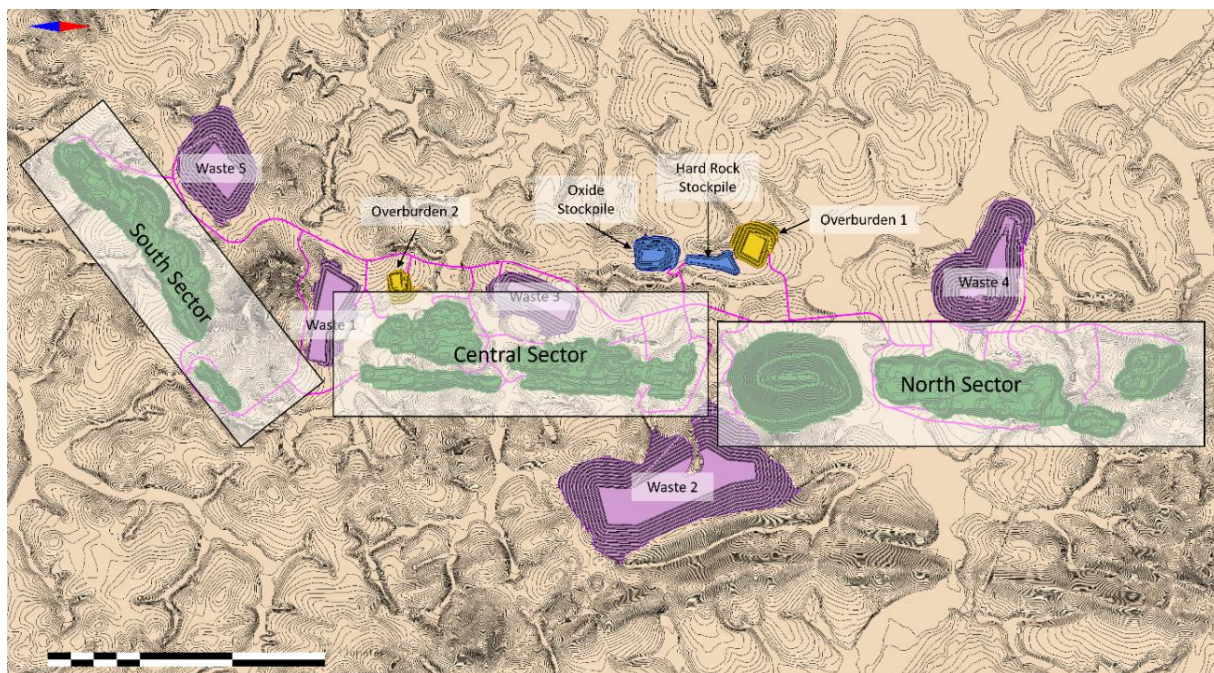 Waste 5
Overburden 2
Oxide
Stockpile
Hard Rock
Stockpile
Overburden 1
South Sector
Waste 1
Waste 3
Waste 4
Central Sector
North Sector
Waste 2